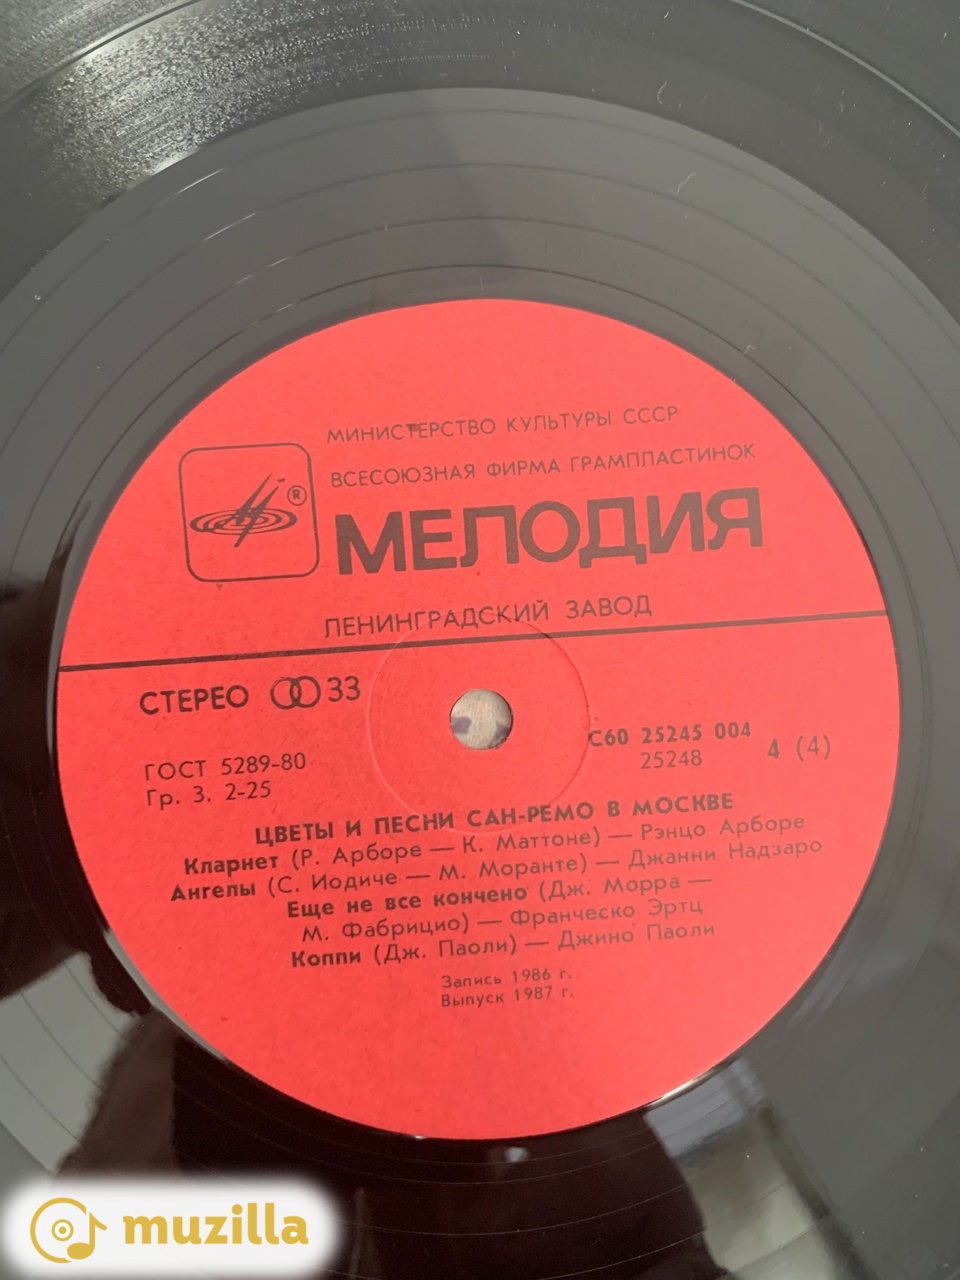 МИНИСТЕРСТВО КУЛЬТУРЫ СССР
ВСЕСОЮЗНАЯ ФИРМА ГРАМПЛАСТИНОК
®
МЕЛОДИЯ
ЛЕНИНГРАДСКИЙ ЗАВОД
СТЕРЕО 33
ГОСТ 5289-80
Гр. 3. 2-25
С60 25245 004
25248
4 (4)
ЦВЕТЫ И ПЕСНИ САН-РЕМО В МОСКВЕ
Кларнет (Р. Арборе — К. Маттоне) — Рэнцо Арборе
Ангелы (С. Иодиче — М. Моранте) — Джанни Надзаро
Еще не все кончено (Дж. Морра —
М. Фабрицио) — Франческо Эртц
Коппи (Дж. Паоли) — Джино Паоли
Запись 1986 г.
Выпуск 1987 г.
muzilla